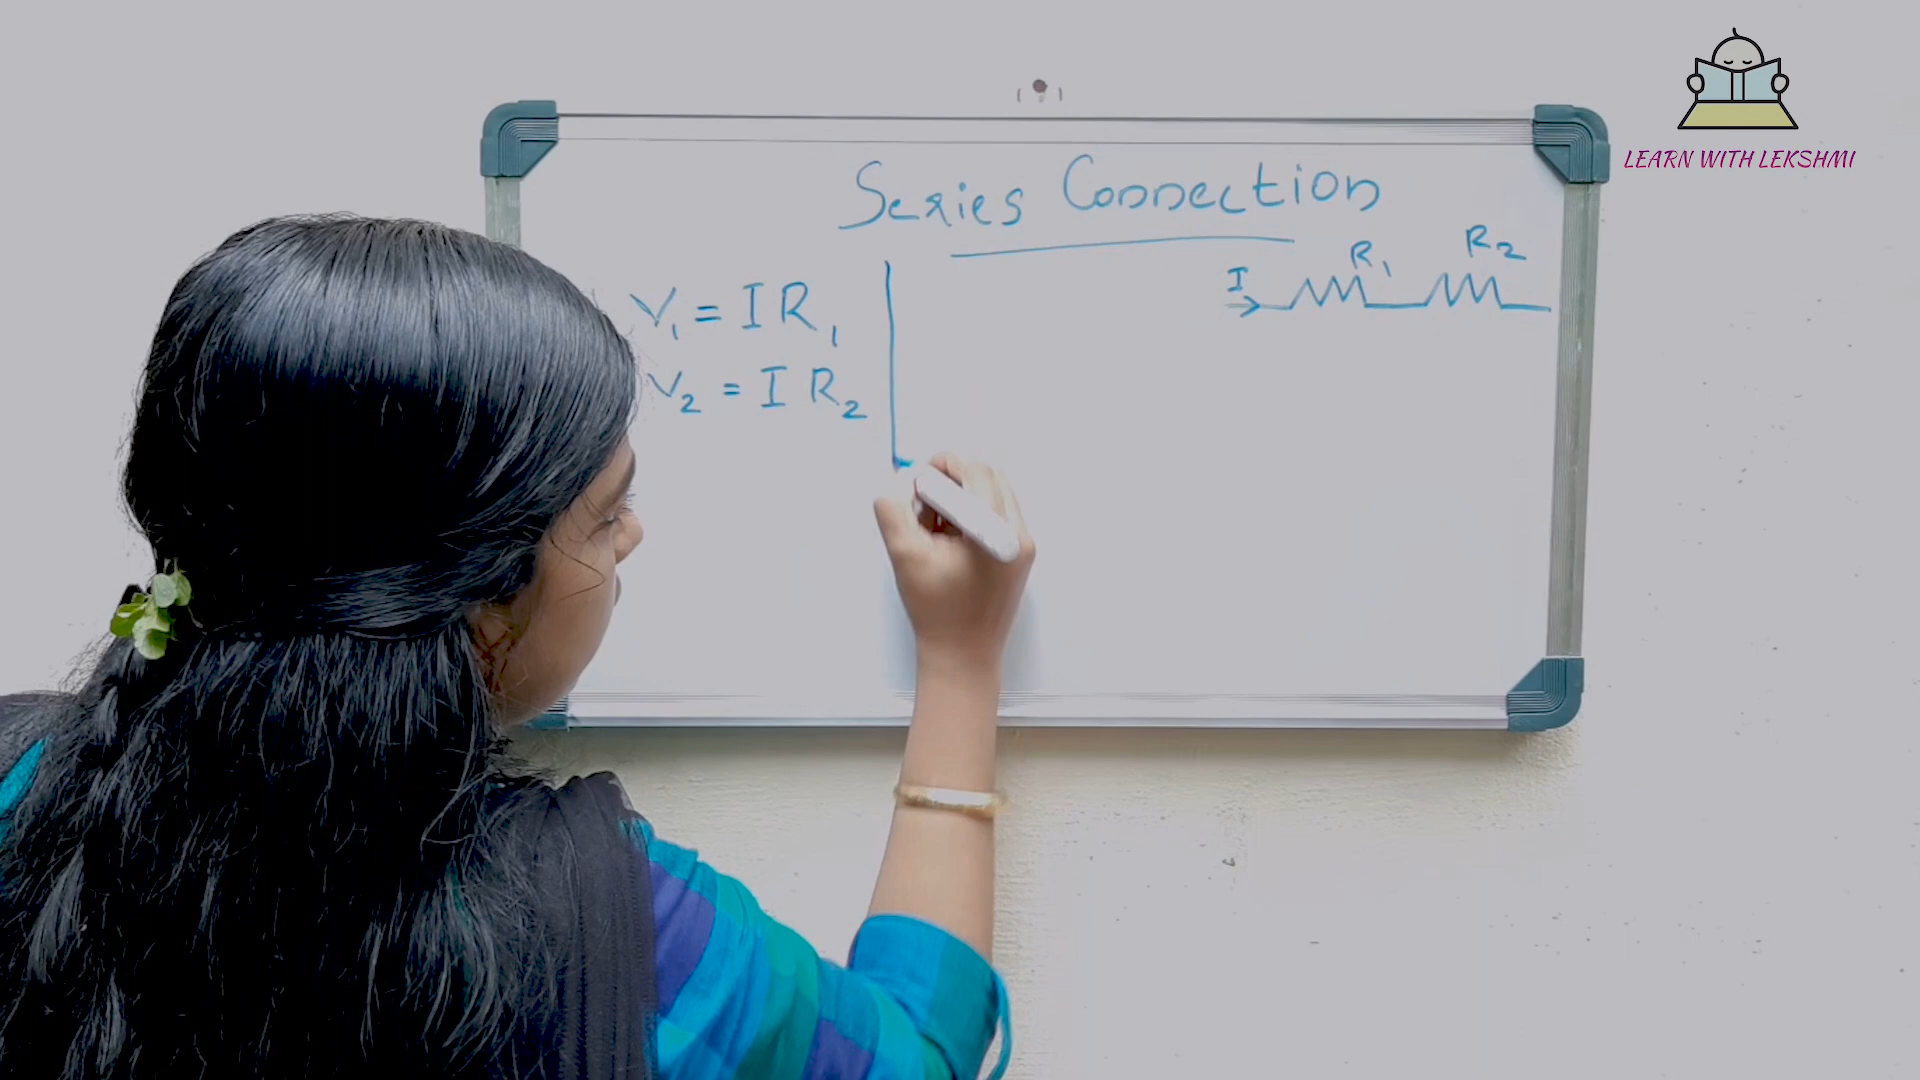 LEARN WITH LEKSHMI
Series Connection
V₁ = IR₁
V₂ = IR₂
I
R₁
R₂